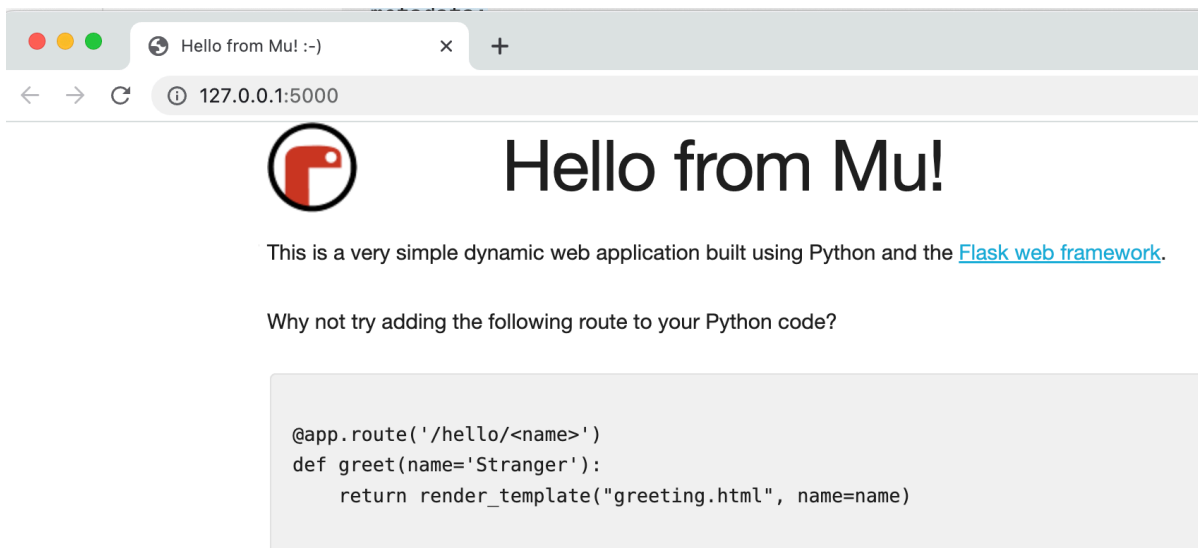 Hello from Mu! :-)
127.0.0.1:5000
Hello from Mu!
This is a very simple dynamic web application built using Python and the Flask web framework.
Why not try adding the following route to your Python code?
@app.route('/hello/<name>')
def greet(name='Stranger'):
    return render_template("greeting.html", name=name)